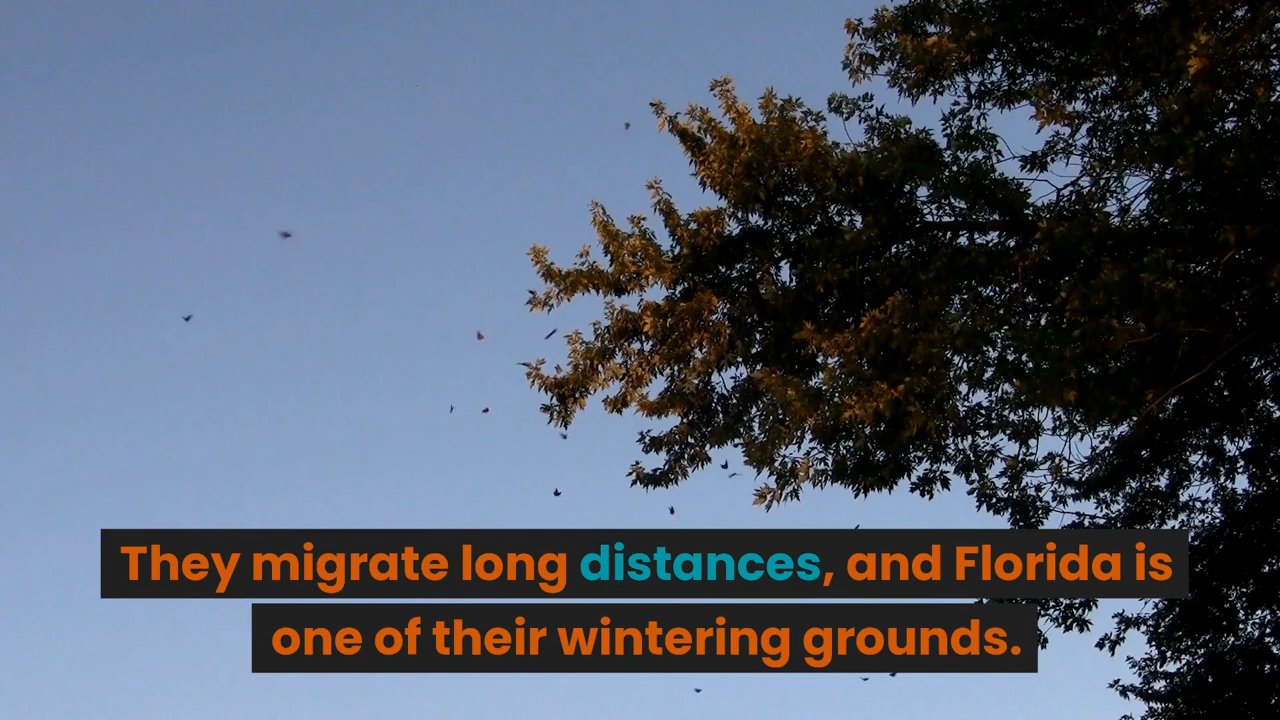 They migrate long distances, and Florida is
one of their wintering grounds.